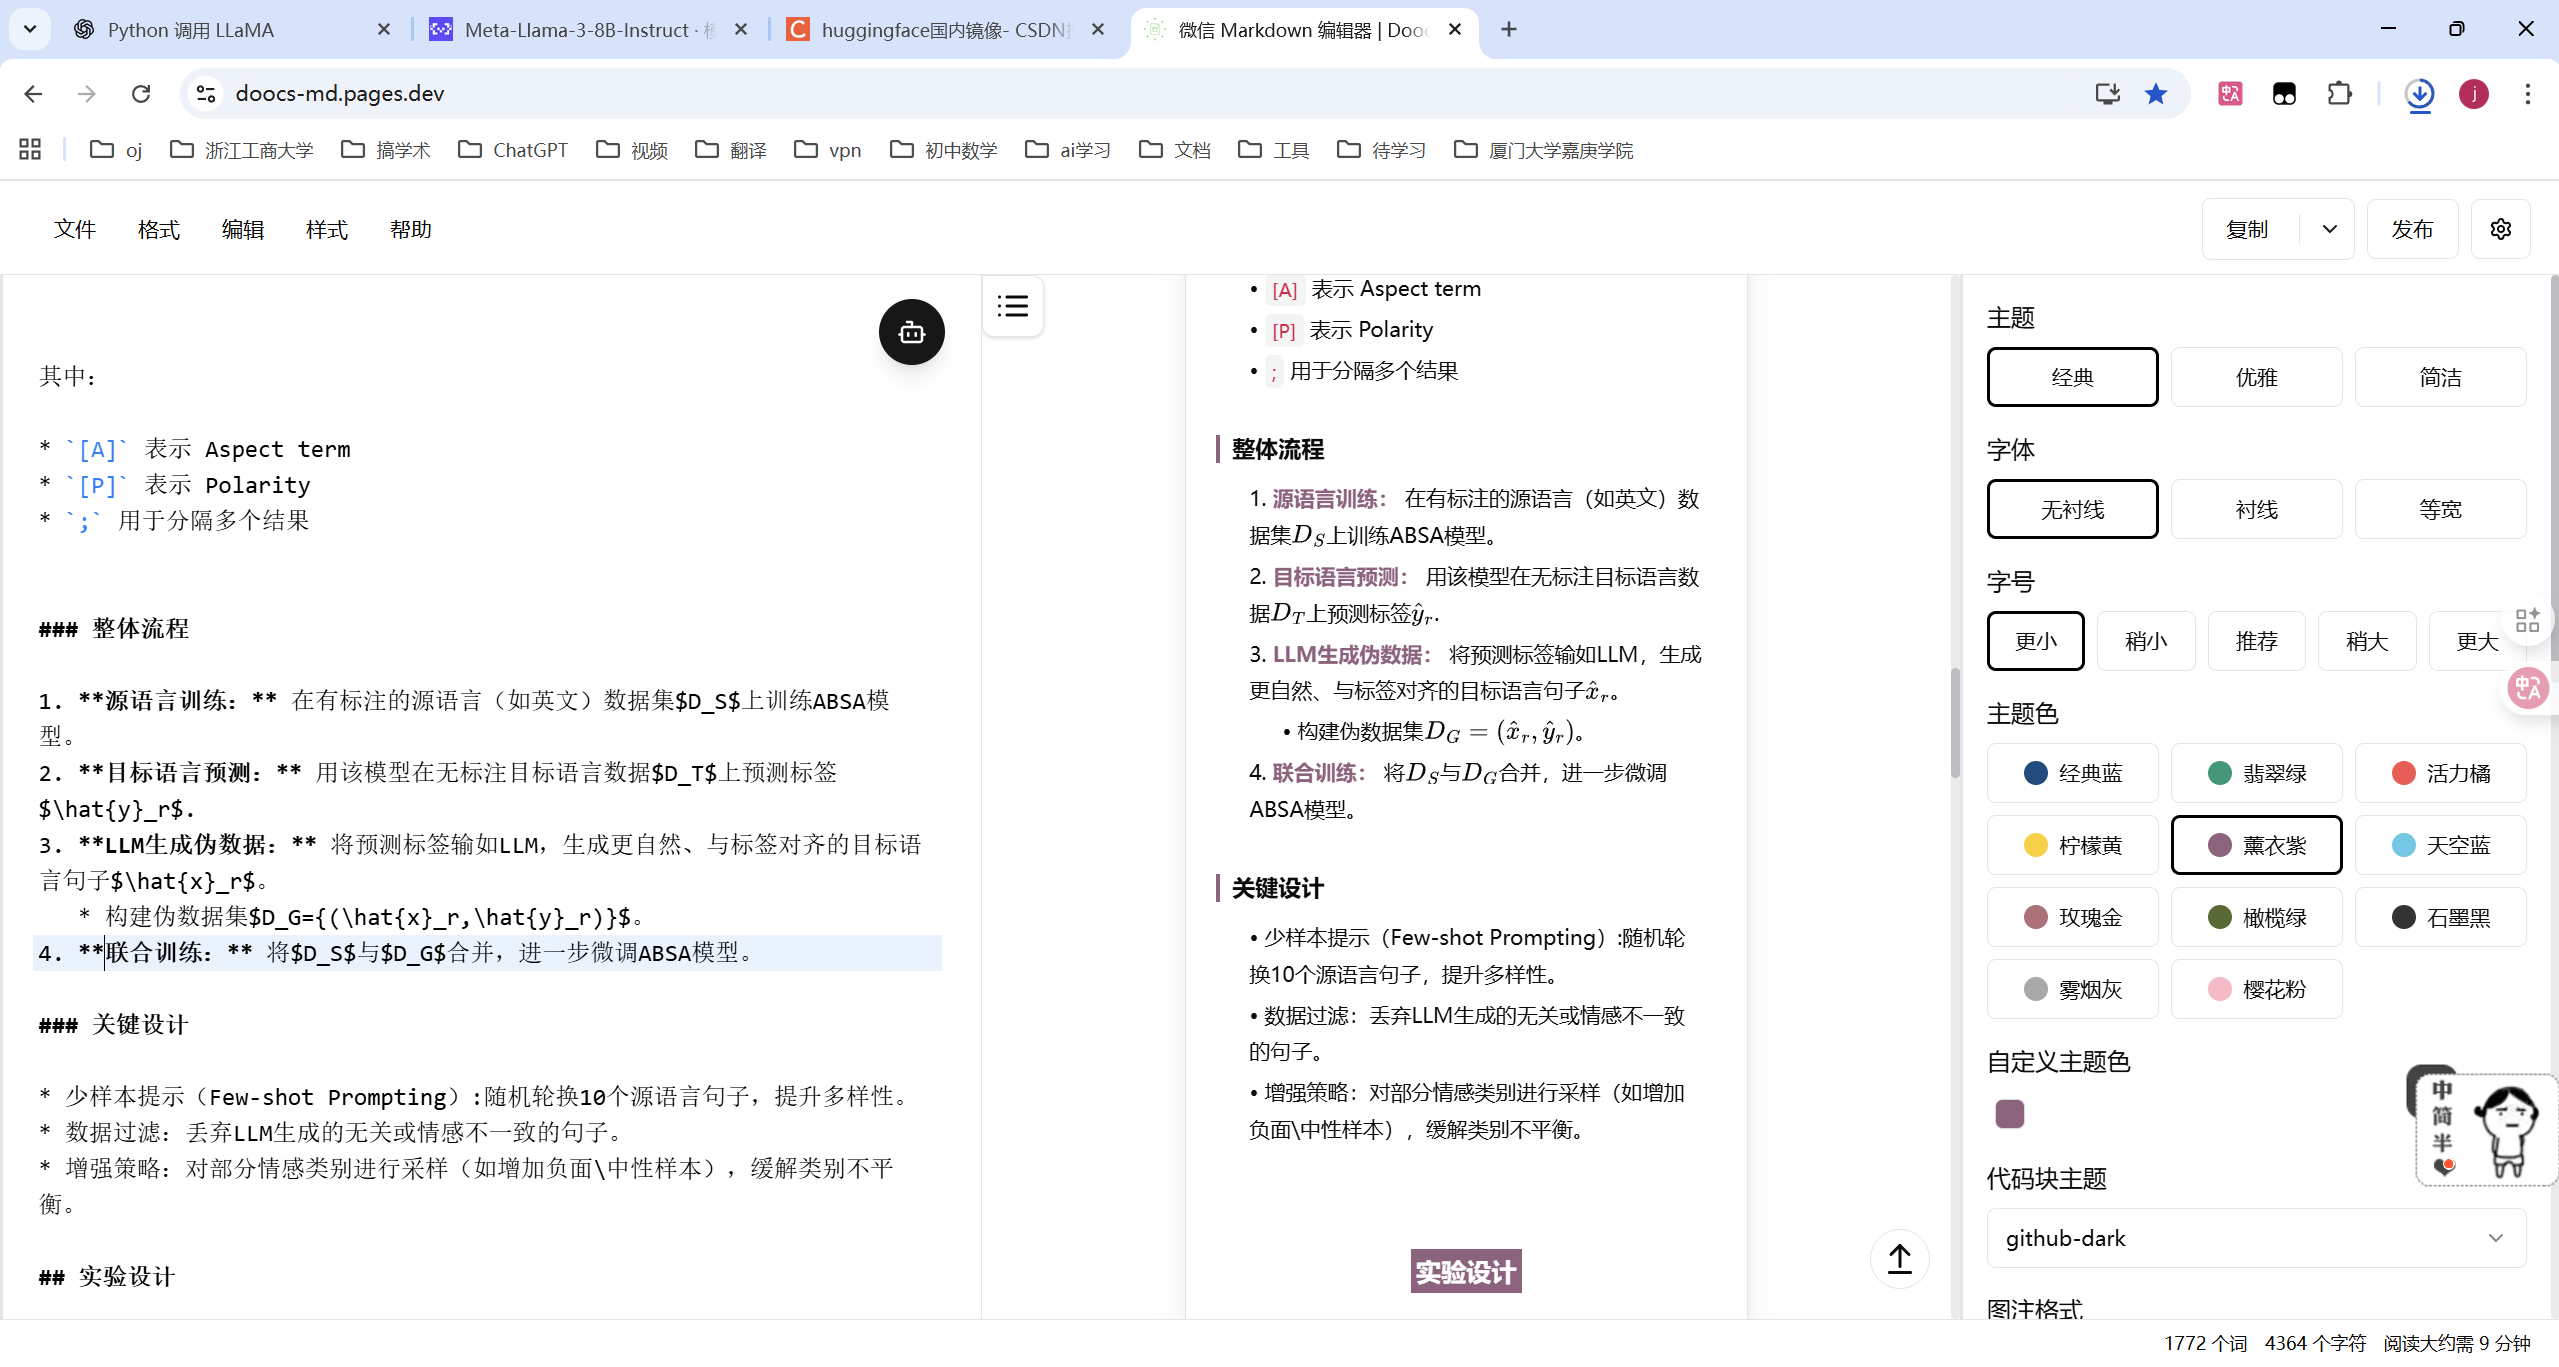 Python 调用 LLaMA
Meta-Llama-3-8B-Instruct · 模
huggingface国内镜像- CSDN
微信 Markdown 编辑器 | Dooc
doocs-md.pages.dev
oj
浙江工商大学
搞学术
ChatGPT
视频
翻译
vpn
初中数学
ai学习
文档
工具
待学习
厦门大学嘉庚学院
文件 格式 编辑 样式 帮助
复制
发布
其中：
* `[A]` 表示 Aspect term
* `[P]` 表示 Polarity
* `;` 用于分隔多个结果
### 整体流程
1. **源语言训练：** 在有标注的源语言（如英文）数据集$D_S$上训练ABSA模
型。
2. **目标语言预测：** 用该模型在无标注目标语言数据$D_T$上预测标签
$\hat{y}_r$.
3. **LLM生成伪数据：** 将预测标签输如LLM，生成更自然、与标签对齐的目标语
言句子$\hat{x}_r$。
* 构建伪数据集$D_G={(\hat{x}_r,\hat{y}_r)}$。
4. **联合训练：** 将$D_S$与$D_G$合并，进一步微调ABSA模型。
### 关键设计
* 少样本提示（Few-shot Prompting）:随机轮换10个源语言句子，提升多样性。
* 数据过滤：丢弃LLM生成的无关或情感不一致的句子。
* 增强策略：对部分情感类别进行采样（如增加负面\中性样本），缓解类别不平
衡。
## 实验设计
• [A] 表示 Aspect term
• [P] 表示 Polarity
• ; 用于分隔多个结果
整体流程
1. 源语言训练： 在有标注的源语言（如英文）数
据集D_S上训练ABSA模型。
2. 目标语言预测： 用该模型在无标注目标语言数
据D_T上预测标签ŷ_r.
3. LLM生成伪数据： 将预测标签输如LLM，生成
更自然、与标签对齐的目标语言句子x̂_r。
• 构建伪数据集D_G = (x̂_r, ŷ_r)。
4. 联合训练： 将D_S与D_G合并，进一步微调
ABSA模型。
关键设计
• 少样本提示（Few-shot Prompting）:随机轮
换10个源语言句子，提升多样性。
• 数据过滤：丢弃LLM生成的无关或情感不一致
的句子。
• 增强策略：对部分情感类别进行采样（如增加
负面\中性样本），缓解类别不平衡。
实验设计
主题
经典 优雅 简洁
字体
无衬线 衬线 等宽
字号
更小 稍小 推荐 稍大 更大
主题色
经典蓝 翡翠绿 活力橘
柠檬黄 薰衣紫 天空蓝
玫瑰金 橄榄绿 石墨黑
雾烟灰 樱花粉
自定义主题色
代码块主题
github-dark
图注格式
中
简
半
1772 个词 4364 个字符 阅读大约需 9 分钟